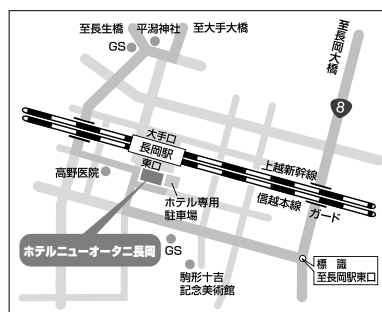 至長生橋
平潟神社
至大手大橋
GS
至長岡大橋
8
大手口
長岡駅
東口
上越新幹線
信越本線
ガード
高野医院
ホテル専用
駐車場
ホテルニューオータニ長岡
GS
駒形十吉
記念美術館
標 識
至長岡駅東口